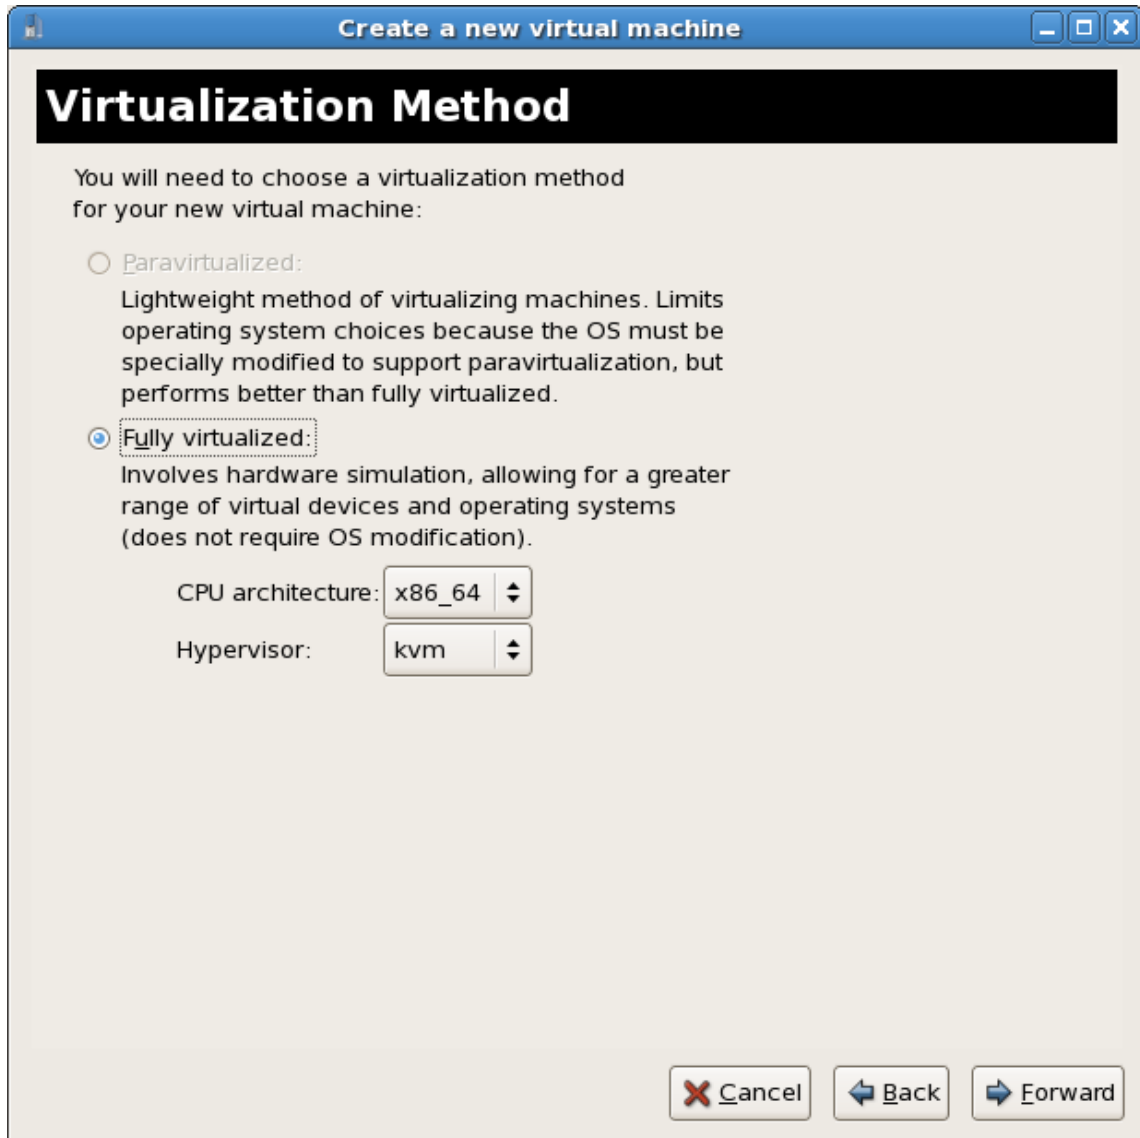 Create a new virtual machine
Virtualization Method
You will need to choose a virtualization method
for your new virtual machine:
Paravirtualized:
Lightweight method of virtualizing machines. Limits
operating system choices because the OS must be
specially modified to support paravirtualization, but
performs better than fully virtualized.
Fully virtualized:
Involves hardware simulation, allowing for a greater
range of virtual devices and operating systems
(does not require OS modification).
CPU architecture: x86_64
Hypervisor: kvm
Cancel Back Forward